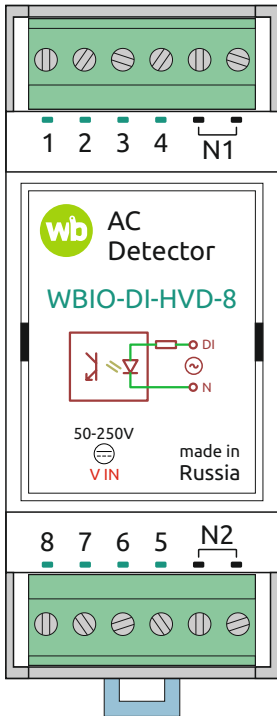 1 2 3 4 N1
wb
AC
Detector
WBIO-DI-HVD-8
DI
N
50-250V
V IN
made in
Russia
8 7 6 5 N2